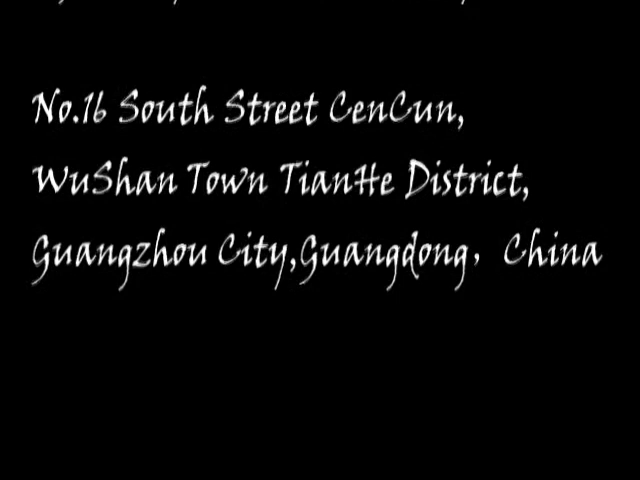 No.16 South Street CenCun,
WuShan Town TianHe District,
Guangzhou City,Guangdong，China